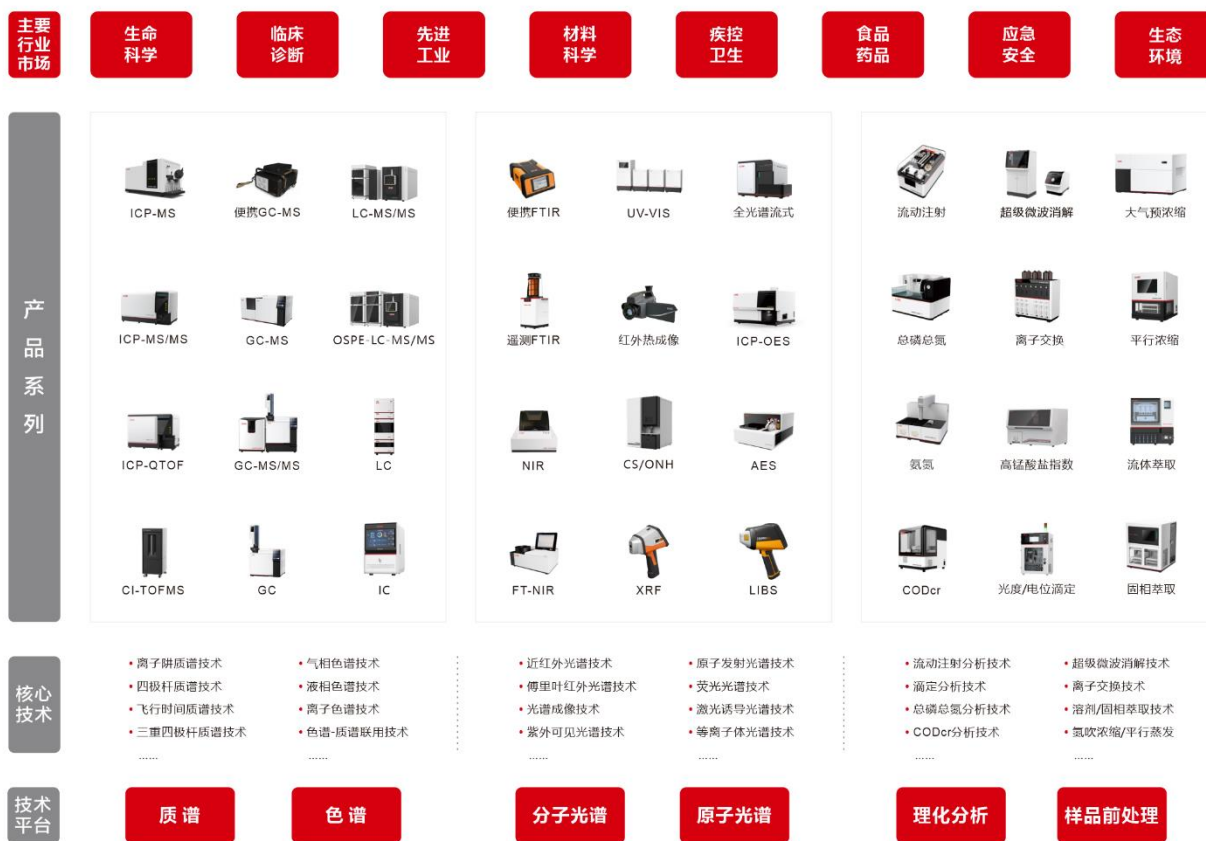 主要
行业
市场
生命
科学
临床
诊断
先进
工业
材料
科学
疾控
卫生
食品
药品
应急
安全
生态
环境
产品系列
ICP-MS
便携GC-MS
LC-MS/MS
便携FTIR
UV-VIS
全光谱流式
流动注射
超级微波消解
大气预浓缩
ICP-MS/MS
GC-MS
OSPE-LC-MS/MS
遥测FTIR
红外热成像
ICP-OES
总磷总氮
离子交换
平行浓缩
ICP-QTOF
GC-MS/MS
LC
NIR
CS/ONH
AES
氨氮
高锰酸盐指数
流体萃取
CI-TOFMS
GC
IC
FT-NIR
XRF
LIBS
CODcr
光度/电位滴定
固相萃取
核心
技术
• 离子阱质谱技术
• 气相色谱技术
• 近红外光谱技术
• 原子发射光谱技术
• 流动注射分析技术
• 超级微波消解技术
• 四极杆质谱技术
• 液相色谱技术
• 傅里叶红外光谱技术
• 荧光光谱技术
• 滴定分析技术
• 离子交换技术
• 飞行时间质谱技术
• 离子色谱技术
• 光谱成像技术
• 激光诱导光谱技术
• 总磷总氮分析技术
• 溶剂/固相萃取技术
• 三重四极杆质谱技术
• 色谱-质谱联用技术
• 紫外可见光谱技术
• 等离子体光谱技术
• CODcr分析技术
• 氮吹浓缩/平行蒸发
......
......
......
......
......
......
技术
平台
质谱
色谱
分子光谱
原子光谱
理化分析
样品前处理